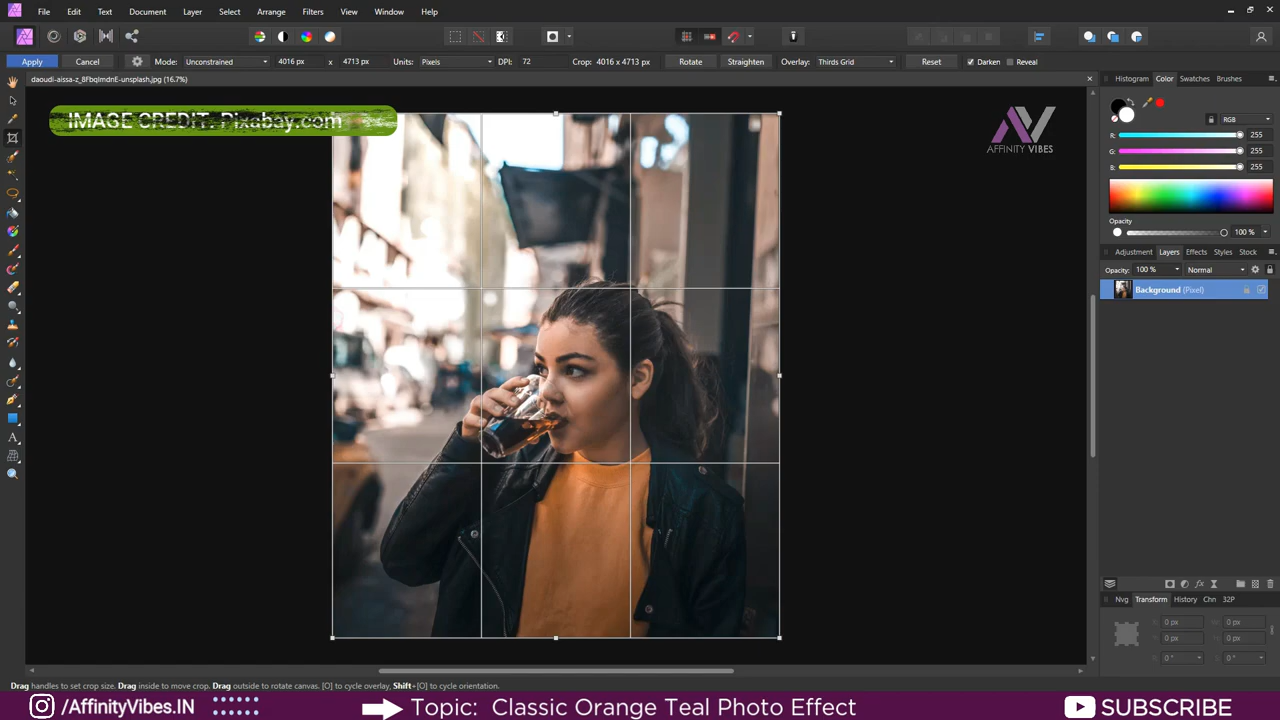 File Edit Text Document Layer Select Arrange Filters View Window Help
Apply Cancel Mode: Unconstrained 4016 px x 4713 px Units: Pixels DPI: 72 Crop: 4016 x 4713 px Rotate Straighten Overlay: Thirds Grid Reset Darken Reveal
daoudi-aissa-z_8FbqImdnE-unsplash.jpg (16.7%)
Histogram Color Swatches Brushes
IMAGE CREDIT: Pixabay.com
AFFINITY VIBES
RGB
R: 255
G: 255
B: 255
Opacity
100 %
Adjustment Layers Effects Styles Stock
Opacity: 100 % Normal
Background (Pixel)
Nvg Transform History Chn 32P
X: 0 px W: 0 px
Y: 0 px H: 0 px
R: 0 ° S: 0 °
Drag handles to set crop size. Drag inside to move crop. Drag outside to rotate canvas. [O] to cycle overlay, Shift+[O] to cycle orientation.
/AffinityVibes.IN Topic: Classic Orange Teal Photo Effect SUBSCRIBE